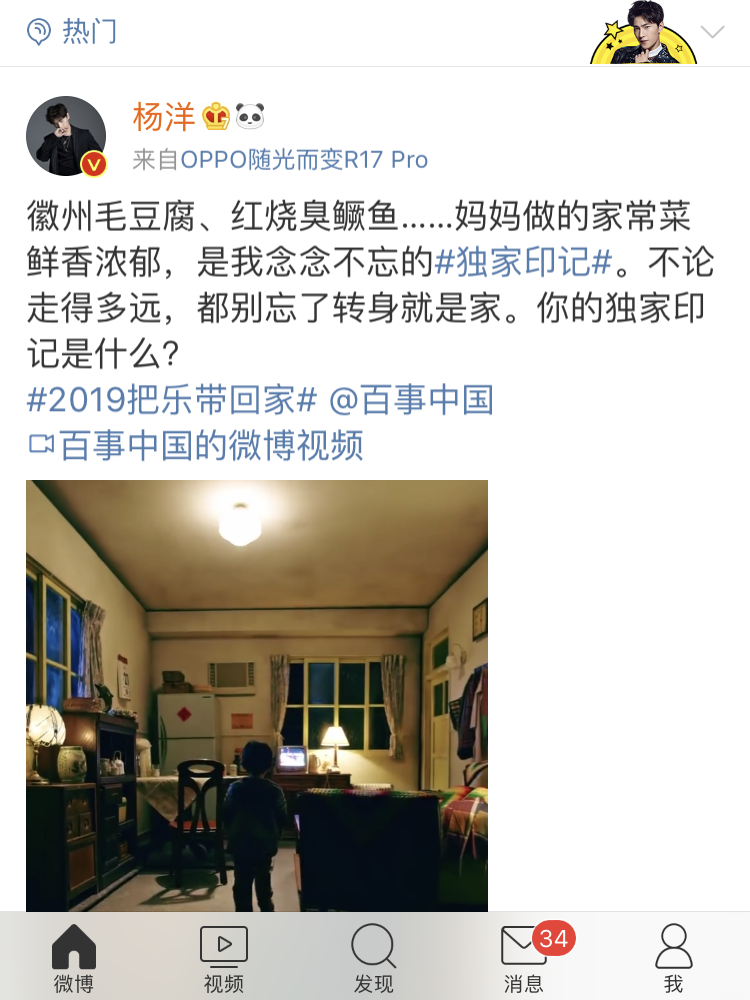 热门
杨洋
来自OPPO随光而变R17 Pro
徽州毛豆腐、红烧臭鳜鱼......妈妈做的家常菜
鲜香浓郁，是我念念不忘的#独家印记#。不论
走得多远，都别忘了转身就是家。你的独家印
记是什么?
#2019把乐带回家# @百事中国
百事中国的微博视频
微博
视频
发现
34
消息
我